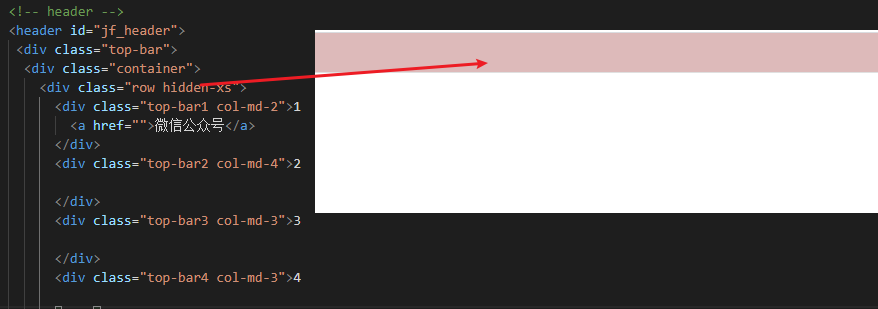 <!-- header -->
<header id="jf_header">
<div class="top-bar">
<div class="container">
<div class="row hidden-xs">
<div class="top-bar1 col-md-2">1
<a href="">微信公众号</a>
</div>
<div class="top-bar2 col-md-4">2
</div>
<div class="top-bar3 col-md-3">3
</div>
<div class="top-bar4 col-md-3">4